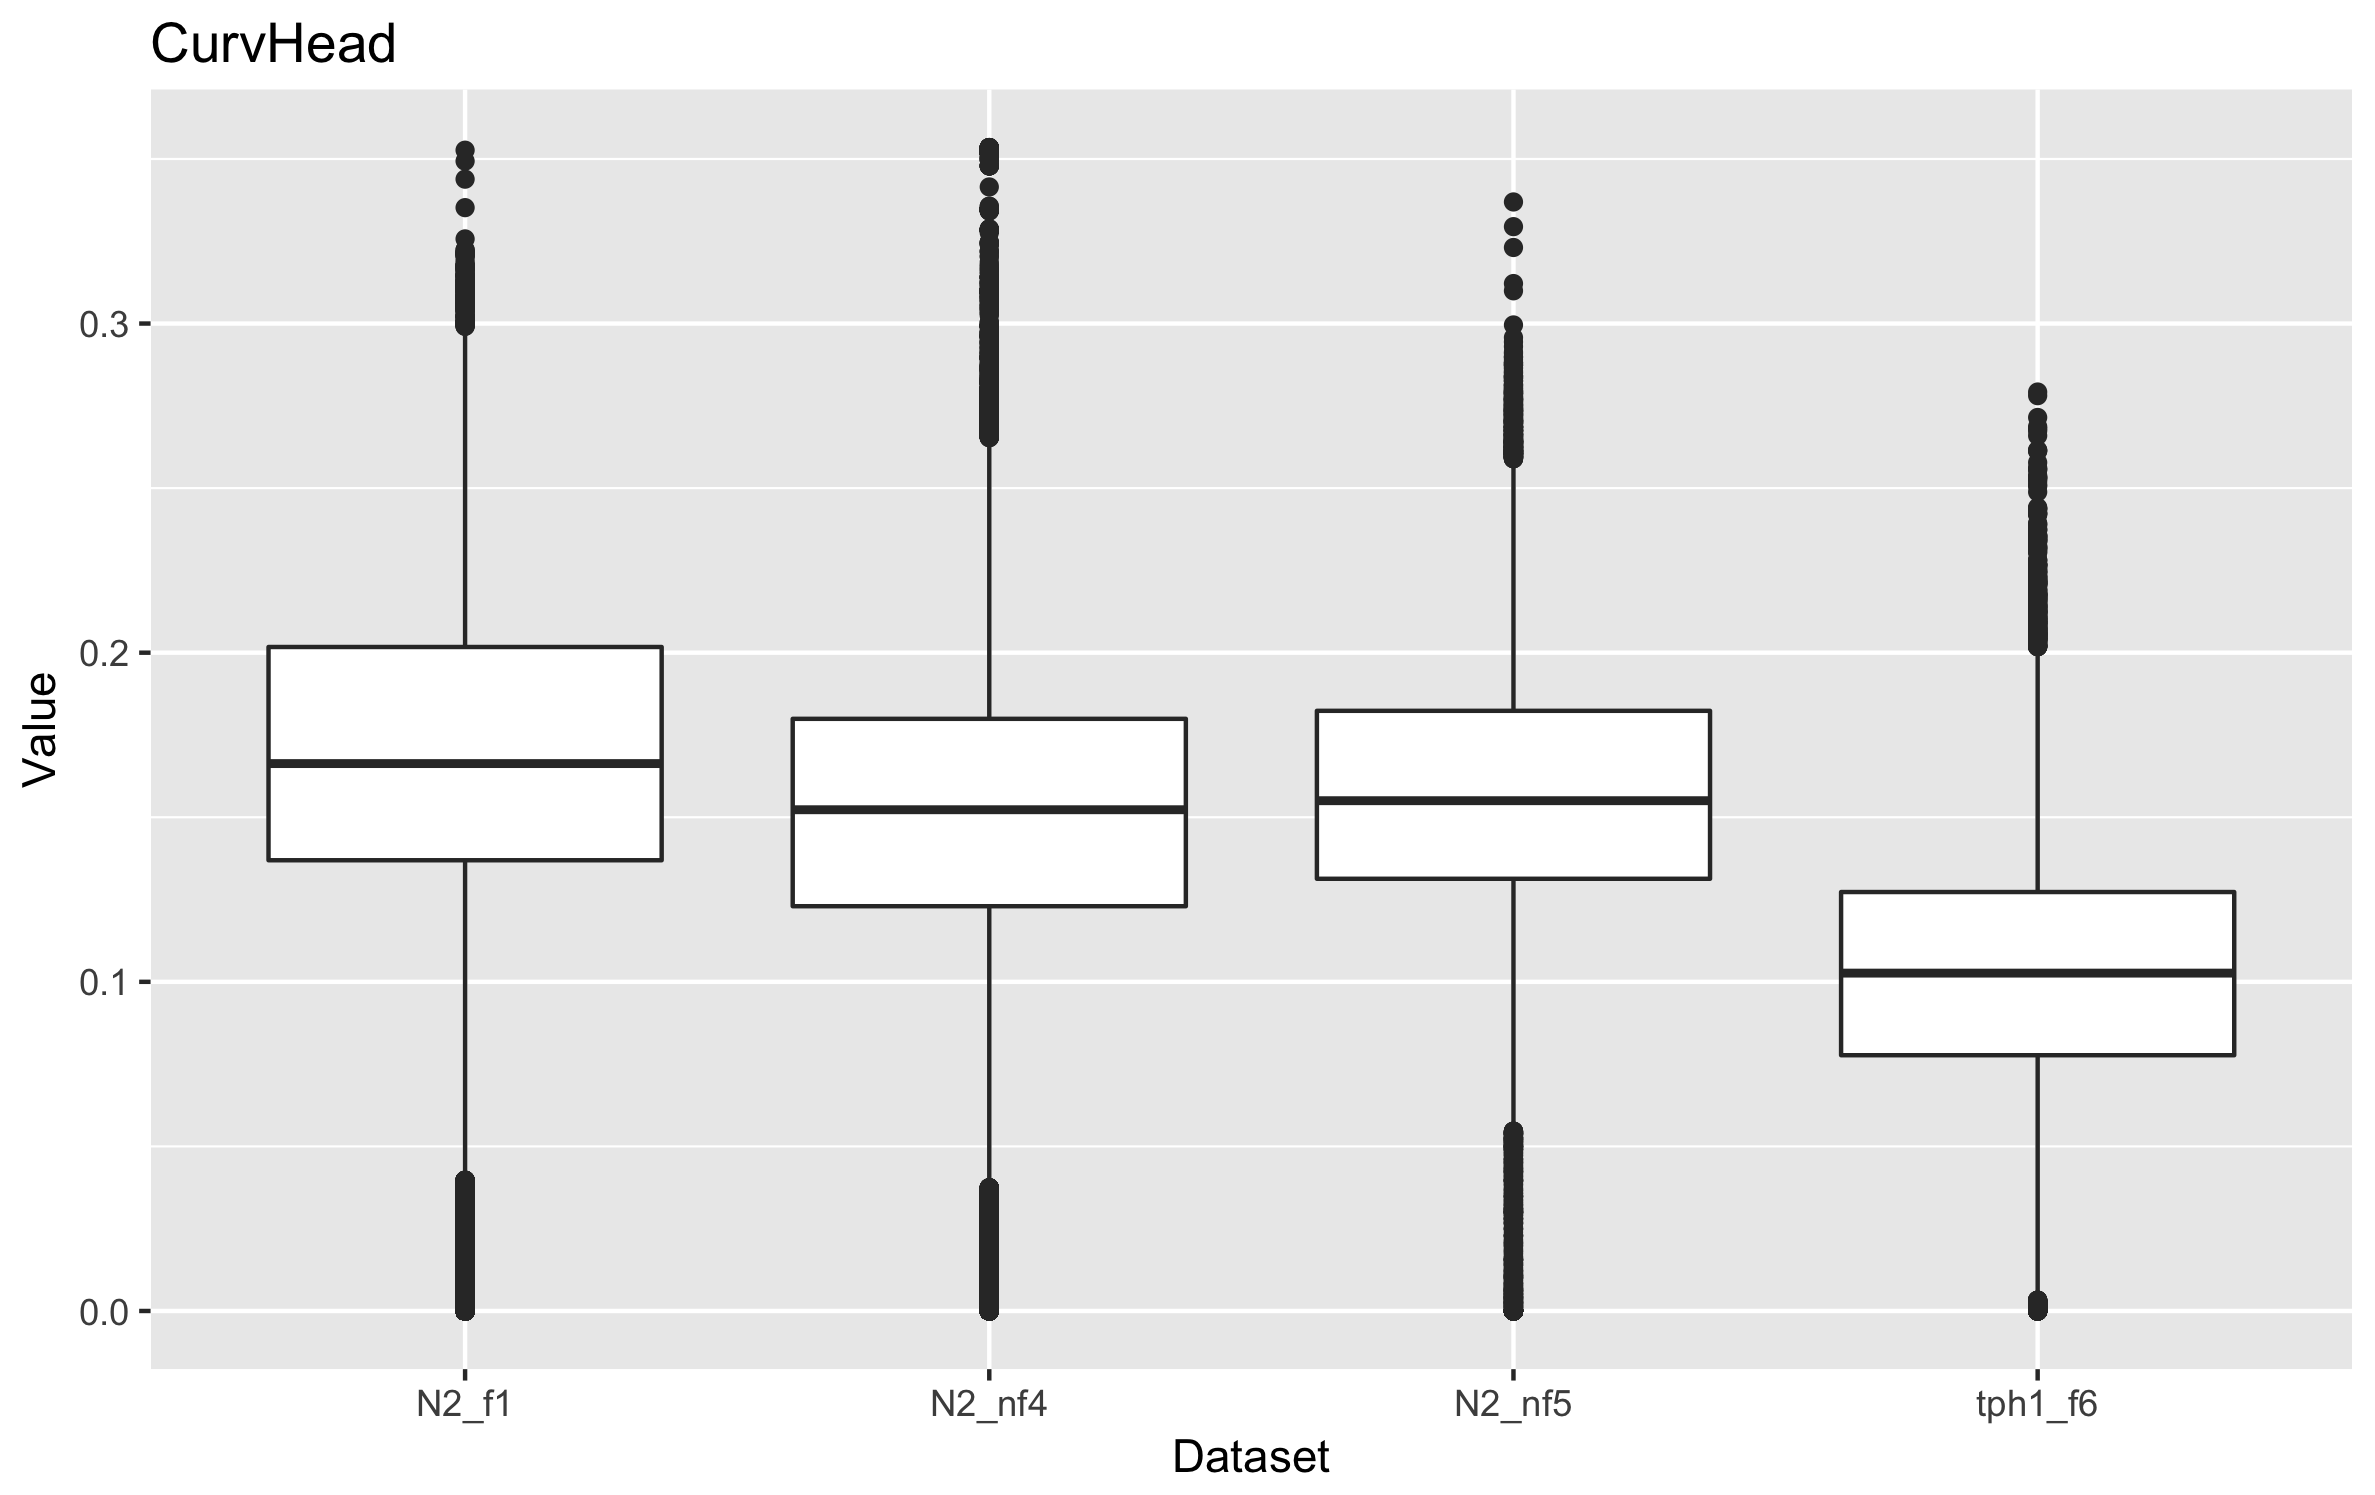 CurvHead
Value
0.3
0.2
0.1
0.0
N2_f1 N2_nf4 N2_nf5 tph1_f6
Dataset